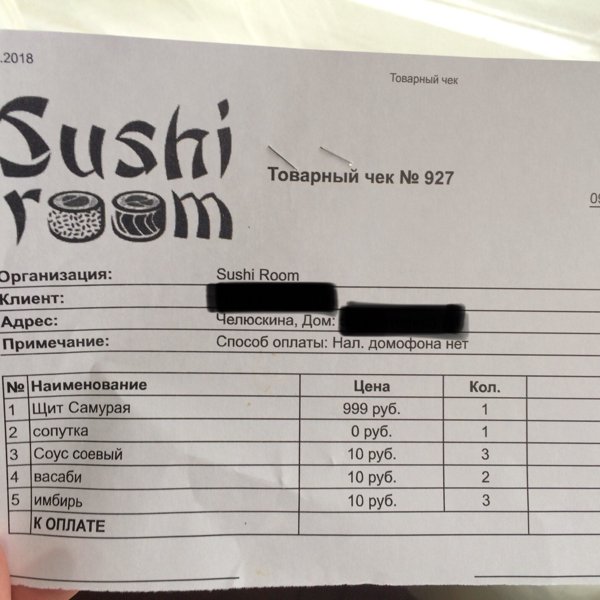 .2018
Товарный чек
Sushi
room
Товарный чек № 927
09
Организация: Sushi Room
Клиент:
Адрес: Челюскина, Дом:
Примечание: Способ оплаты: Нал. домофона нет
№ Наименование Цена Кол.
1 Щит Самурая 999 руб. 1
2 сопутка 0 руб. 1
3 Соус соевый 10 руб. 3
4 васаби 10 руб. 2
5 имбирь 10 руб. 3
К ОПЛАТЕ